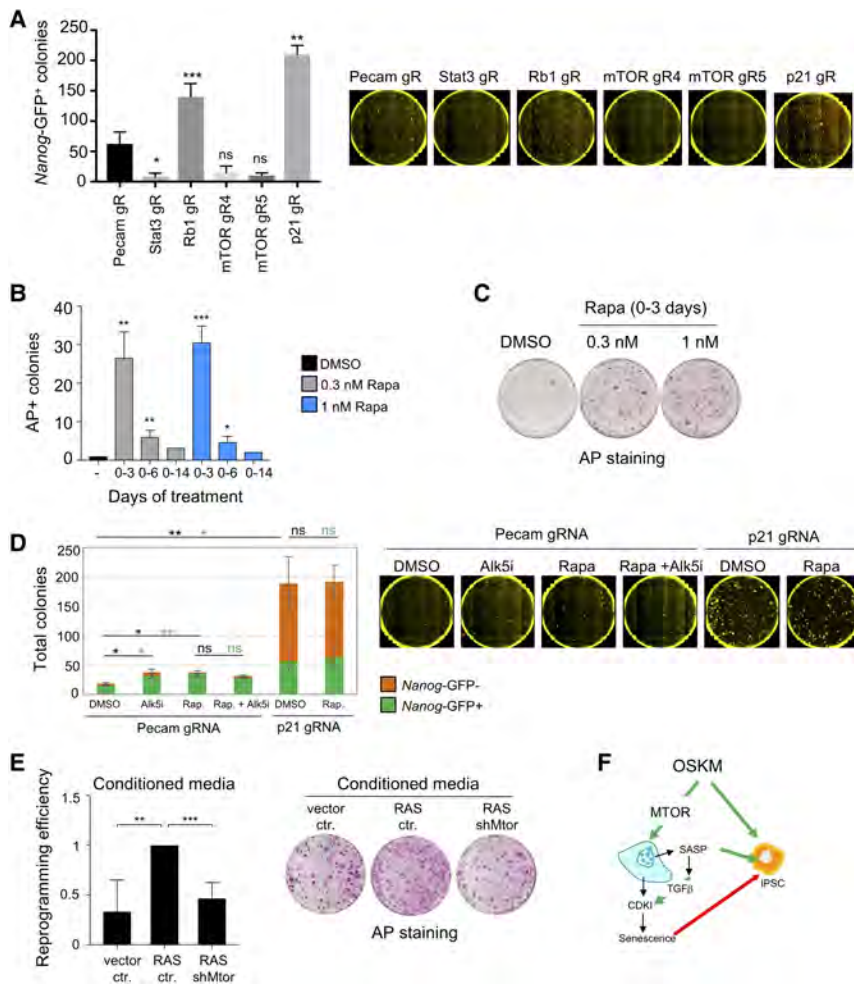 A
Nanog-GFP+ colonies
250
200
150
100
50
0
*
***
ns
ns
**
Pecam gR
Stat3 gR
Rb1 gR
mTOR gR4
mTOR gR5
p21 gR
Pecam gR Stat3 gR Rb1 gR mTOR gR4 mTOR gR5 p21 gR
B
AP+ colonies
40
30
20
10
0
**
**
***
*
- 0-3 0-6 0-14 0-3 0-6 0-14
Days of treatment
DMSO
0.3 nM Rapa
1 nM Rapa
C
Rapa (0-3 days)
DMSO 0.3 nM 1 nM
AP staining
D
Total colonies
250
200
150
100
50
0
** *
ns ns
* **
* *
ns ns
DMSO Alk5i Rap. Rap. + Alk5i DMSO Rap.
Pecam gRNA p21 gRNA
Nanog-GFP-
Nanog-GFP+
Pecam gRNA p21 gRNA
DMSO Alk5i Rapa Rapa +Alk5i DMSO Rapa
E
Conditioned media
Reprogramming efficiency
1.5
1
0.5
0
** ***
vector ctr.
RAS ctr.
RAS shMtor
Conditioned media
vector ctr.
RAS ctr.
RAS shMtor
AP staining
F
OSKM
MTOR
SASP
TGFβ
IPSC
CDKI
Senescence